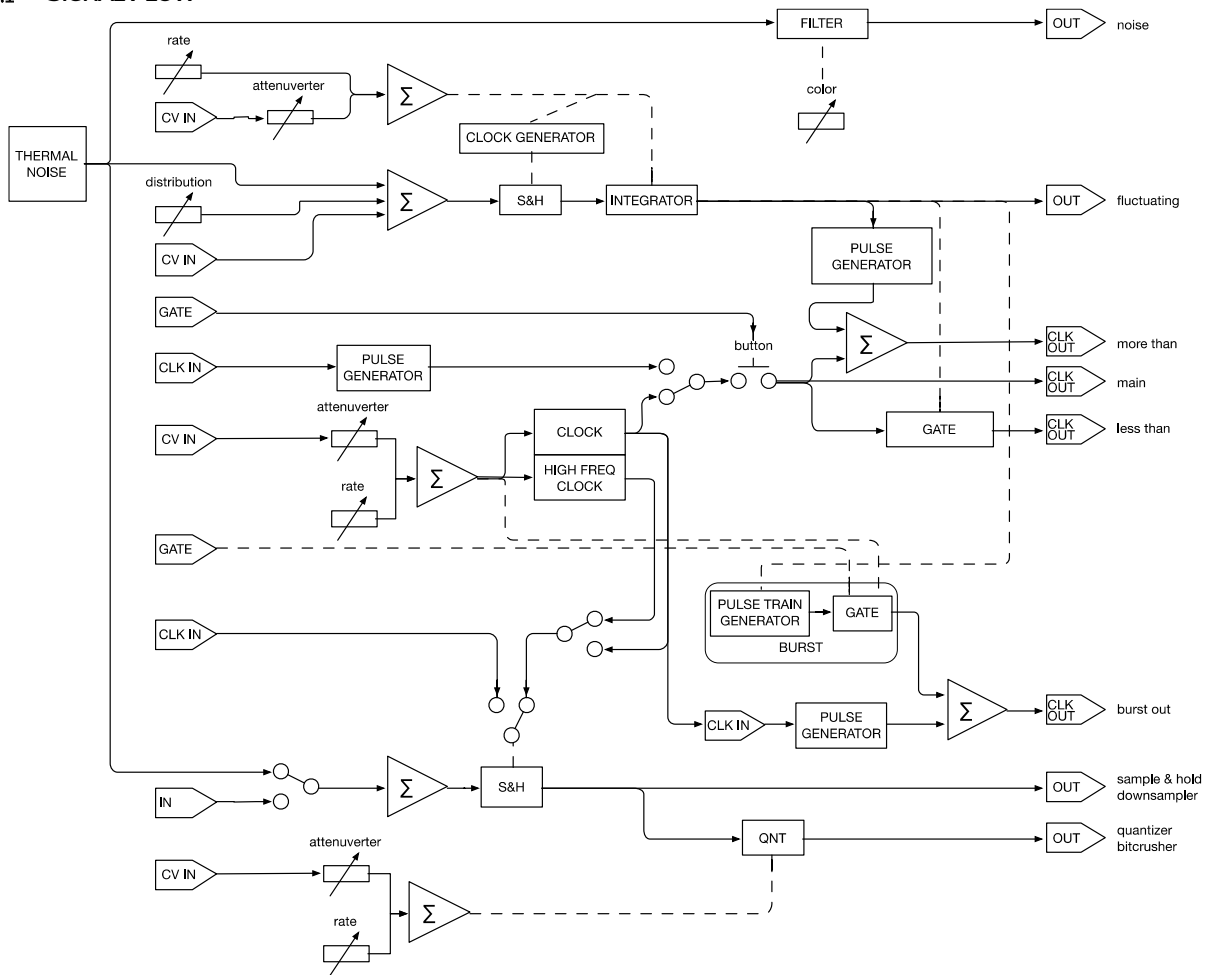 FILTER
OUT
noise
rate
attenuverter
Σ
color
CV IN
CLOCK GENERATOR
THERMAL
NOISE
distribution
Σ
S&H
INTEGRATOR
OUT
fluctuating
CV IN
PULSE
GENERATOR
GATE
button
Σ
CLK
OUT
more than
CLK IN
PULSE
GENERATOR
CLK
OUT
main
attenuverter
CV IN
CLOCK
GATE
CLK
OUT
less than
Σ
HIGH FREQ
CLOCK
rate
GATE
PULSE TRAIN
GENERATOR
GATE
BURST
CLK IN
CLK IN
PULSE
GENERATOR
Σ
CLK
OUT
burst out
Σ
S&H
OUT
sample & hold
downsampler
IN
attenuverter
QNT
OUT
quantizer
bitcrusher
CV IN
Σ
rate